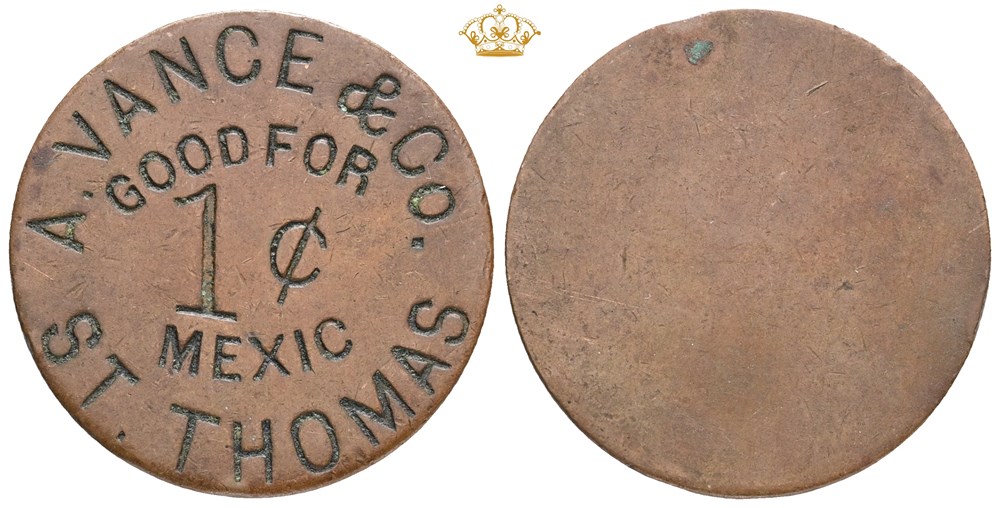 A. VANCE & Co.
GOOD FOR
1 ¢
MEXIC
ST. THOMAS